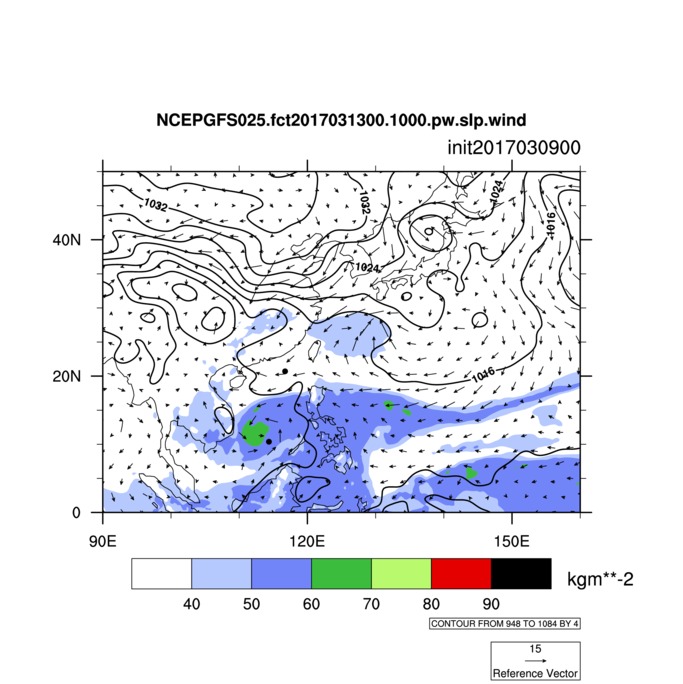 NCEPGFS025.fct2017031300.1000.pw.slp.wind
init2017030900
1032
1032
1024
1016
40N
1024
20N
1016
0
90E 120E 150E
kgm**-2
40 50 60 70 80 90
CONTOUR FROM 948 TO 1084 BY 4
15
Reference Vector